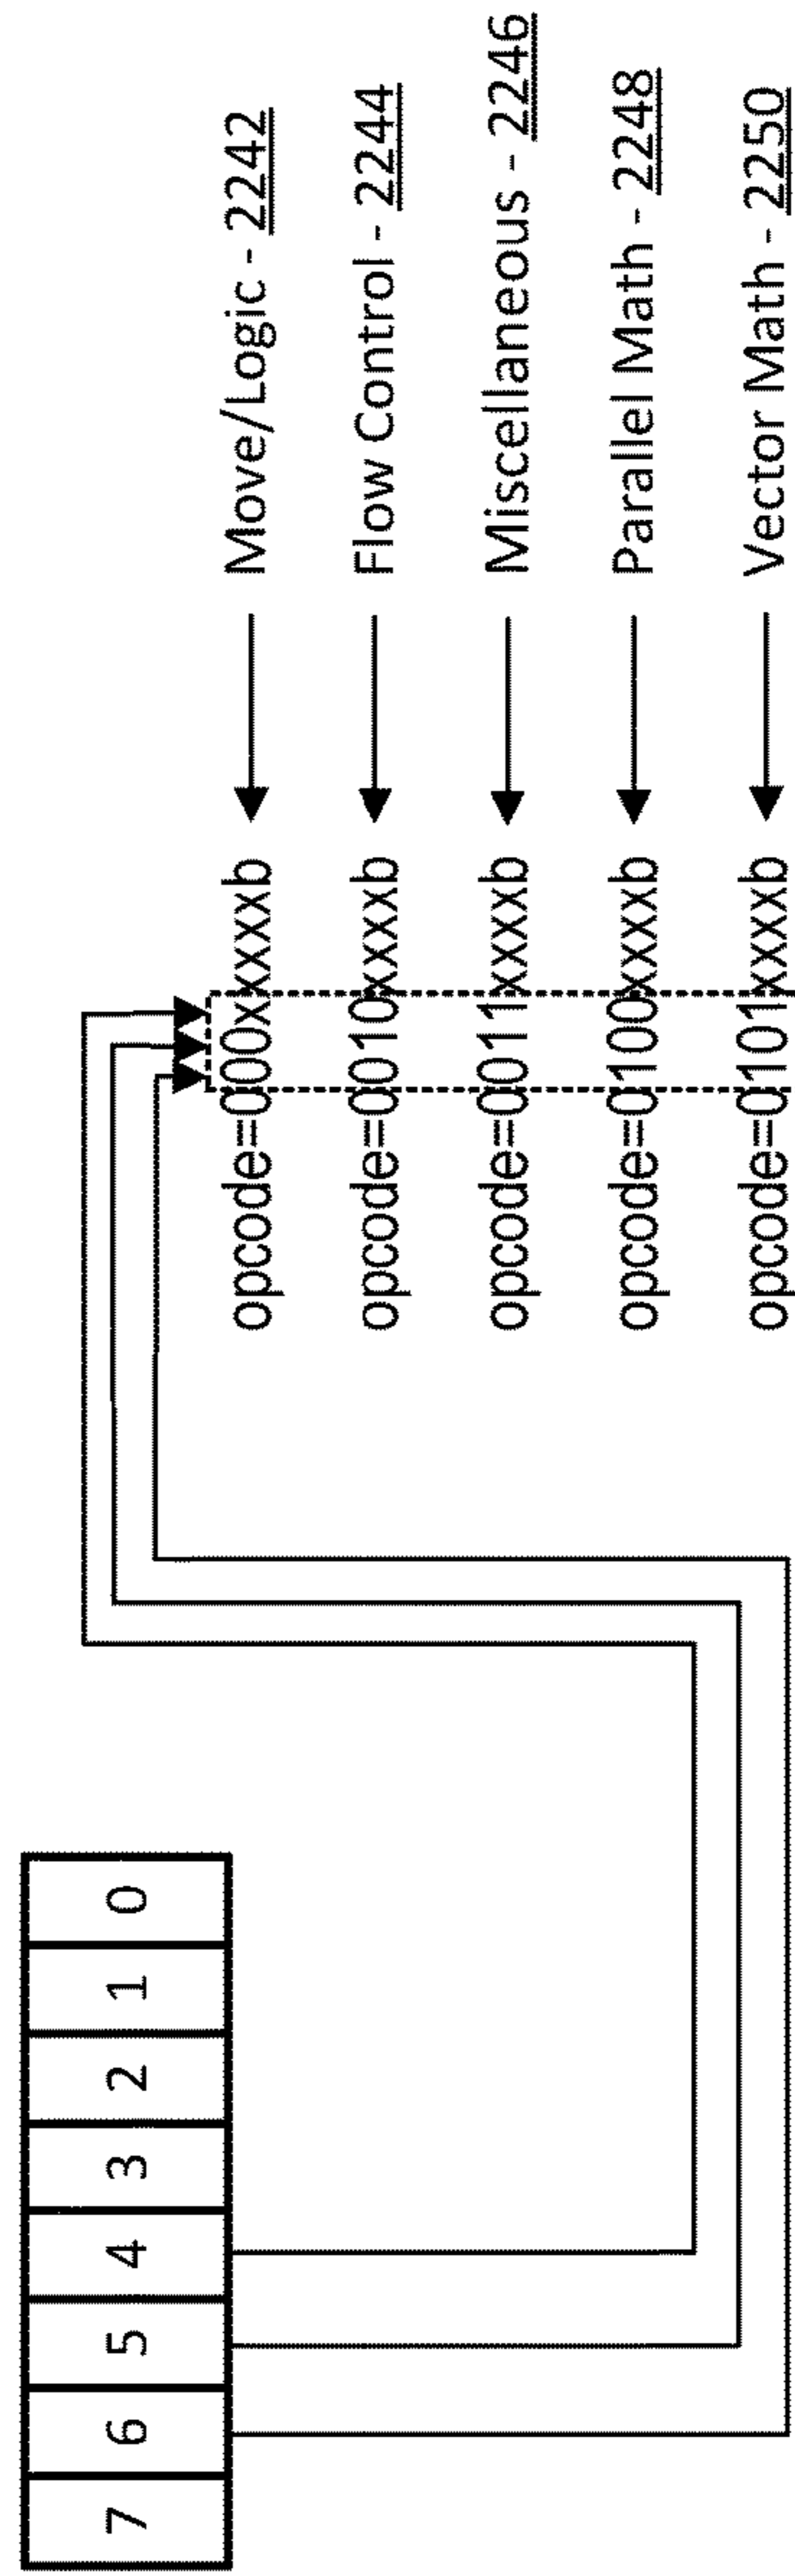 7 6 5 4 3 2 1 0
opcode=000xxxxxb Move/Logic - 2242
opcode=0010xxxxb Flow Control - 2244
opcode=0011xxxxb Miscellaneous - 2246
opcode=0100xxxxb Parallel Math - 2248
opcode=0101xxxxb Vector Math - 2250